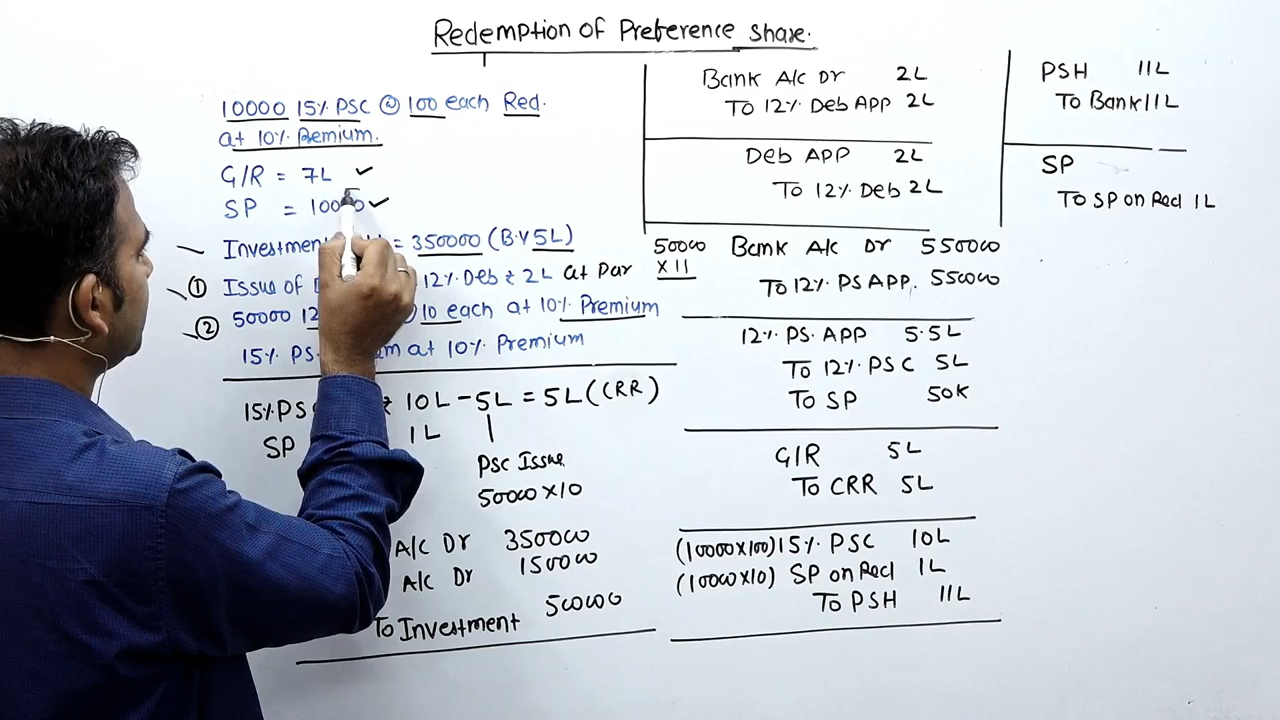 Redemption of Preference Share.
10000 15% PSC @ 100 each Red.
at 10% Premium.
G/R = 7L ✓
SP = 10000 ✓
Investment = 350000 (B.V 5L)
① Issue of 12% Deb ₹ 2L at Par
② 50000 12 10 each at 10% Premium
15% PS. at 10% Premium
15% PS ₹ 10L - 5L = 5L (CRR)
SP 1L
PSC Issue
50000 X 10
A/C Dr 350000
A/C Dr 150000
To Investment 500000
Bank A/c Dr 2L
To 12% Deb APP 2L
Deb APP 2L
To 12% Deb 2L
50000
X 11
Bank A/C Dr 550000
To 12% PS APP. 550000
12% PS. APP 5.5L
To 12% PSC 5L
To SP 50K
G/R 5L
To CRR 5L
(10000X100) 15% PSC 10L
(10000X10) SP on Red 1L
To PSH 11L
PSH 11L
To Bank 11L
SP
To SP on Red 1L